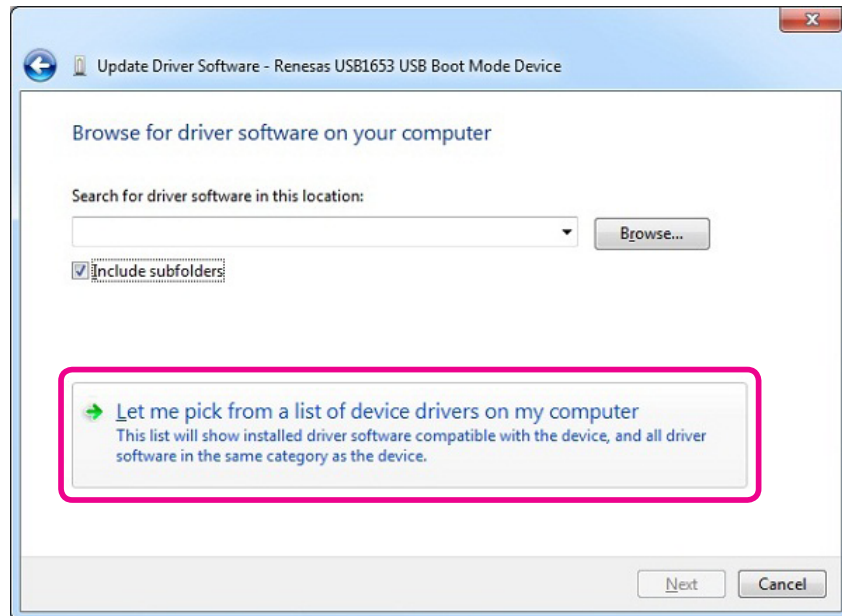 Update Driver Software - Renesas USB1653 USB Boot Mode Device
Browse for driver software on your computer
Search for driver software in this location:
Browse...
Include subfolders
Let me pick from a list of device drivers on my computer
This list will show installed driver software compatible with the device, and all driver
software in the same category as the device.
Next
Cancel